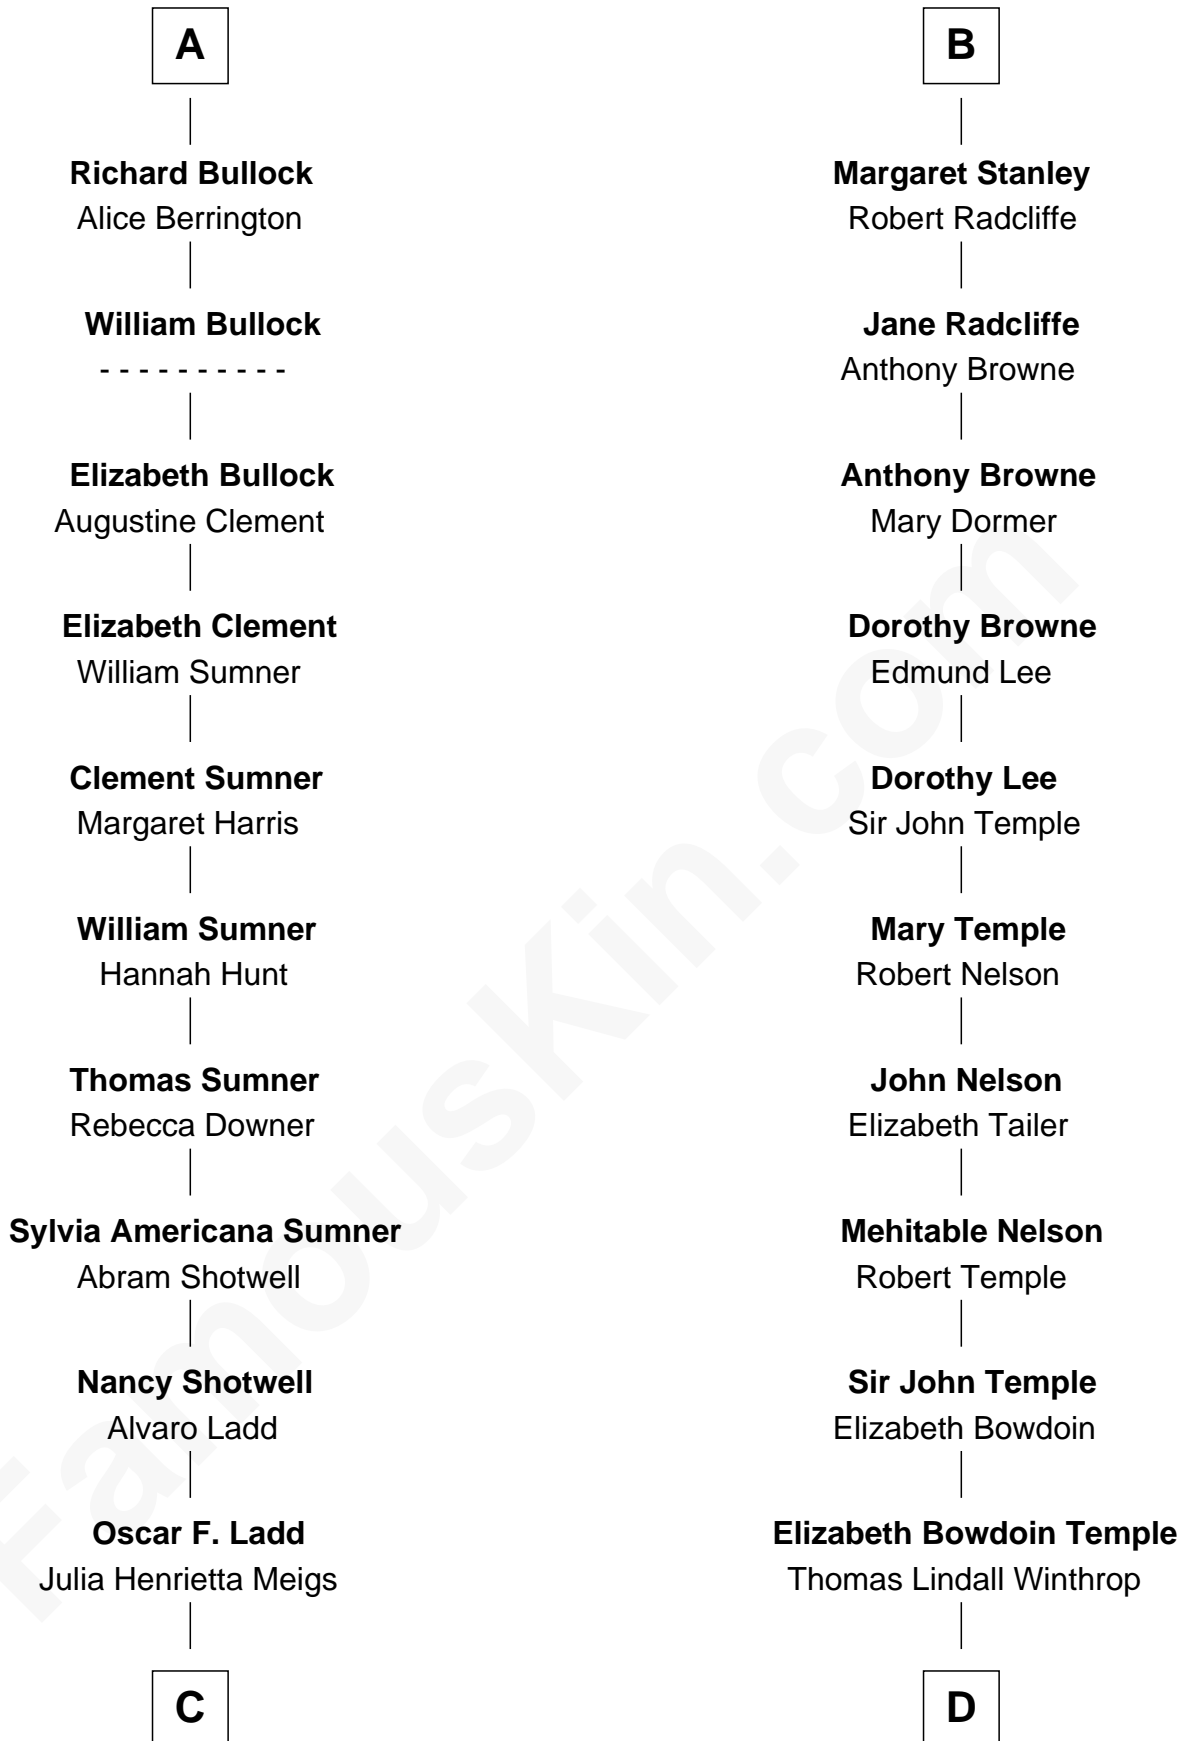 A
Richard Bullock
Alice Berrington
William Bullock
- - - - - - - - - -
Elizabeth Bullock
Augustine Clement
Elizabeth Clement
William Sumner
Clement Sumner
Margaret Harris
William Sumner
Hannah Hunt
Thomas Sumner
Rebecca Downer
Sylvia Americana Sumner
Abram Shotwell
Nancy Shotwell
Alvaro Ladd
Oscar F. Ladd
Julia Henrietta Meigs
C
B
Margaret Stanley
Robert Radcliffe
Jane Radcliffe
Anthony Browne
Anthony Browne
Mary Dormer
Dorothy Browne
Edmund Lee
Dorothy Lee
Sir John Temple
Mary Temple
Robert Nelson
John Nelson
Elizabeth Tailer
Mehitable Nelson
Robert Temple
Sir John Temple
Elizabeth Bowdoin
Elizabeth Bowdoin Temple
Thomas Lindall Winthrop
D
FamousKin.com